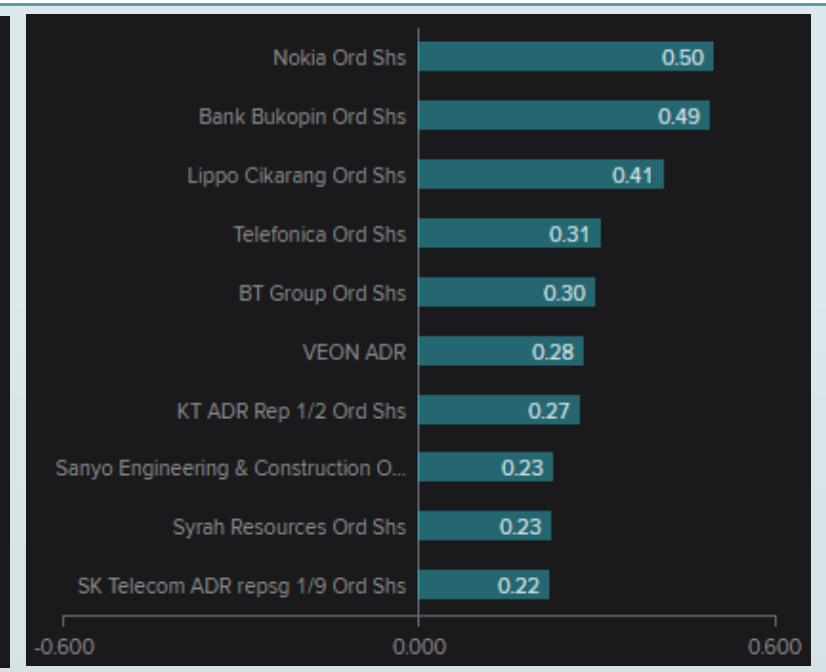 Nokia Ord Shs 0.50
Bank Bukopin Ord Shs 0.49
Lippo Cikarang Ord Shs 0.41
Telefonica Ord Shs 0.31
BT Group Ord Shs 0.30
VEON ADR 0.28
KT ADR Rep 1/2 Ord Shs 0.27
Sanyo Engineering & Construction O... 0.23
Syrah Resources Ord Shs 0.23
SK Telecom ADR repsg 1/9 Ord Shs 0.22
-0.600 0.000 0.600